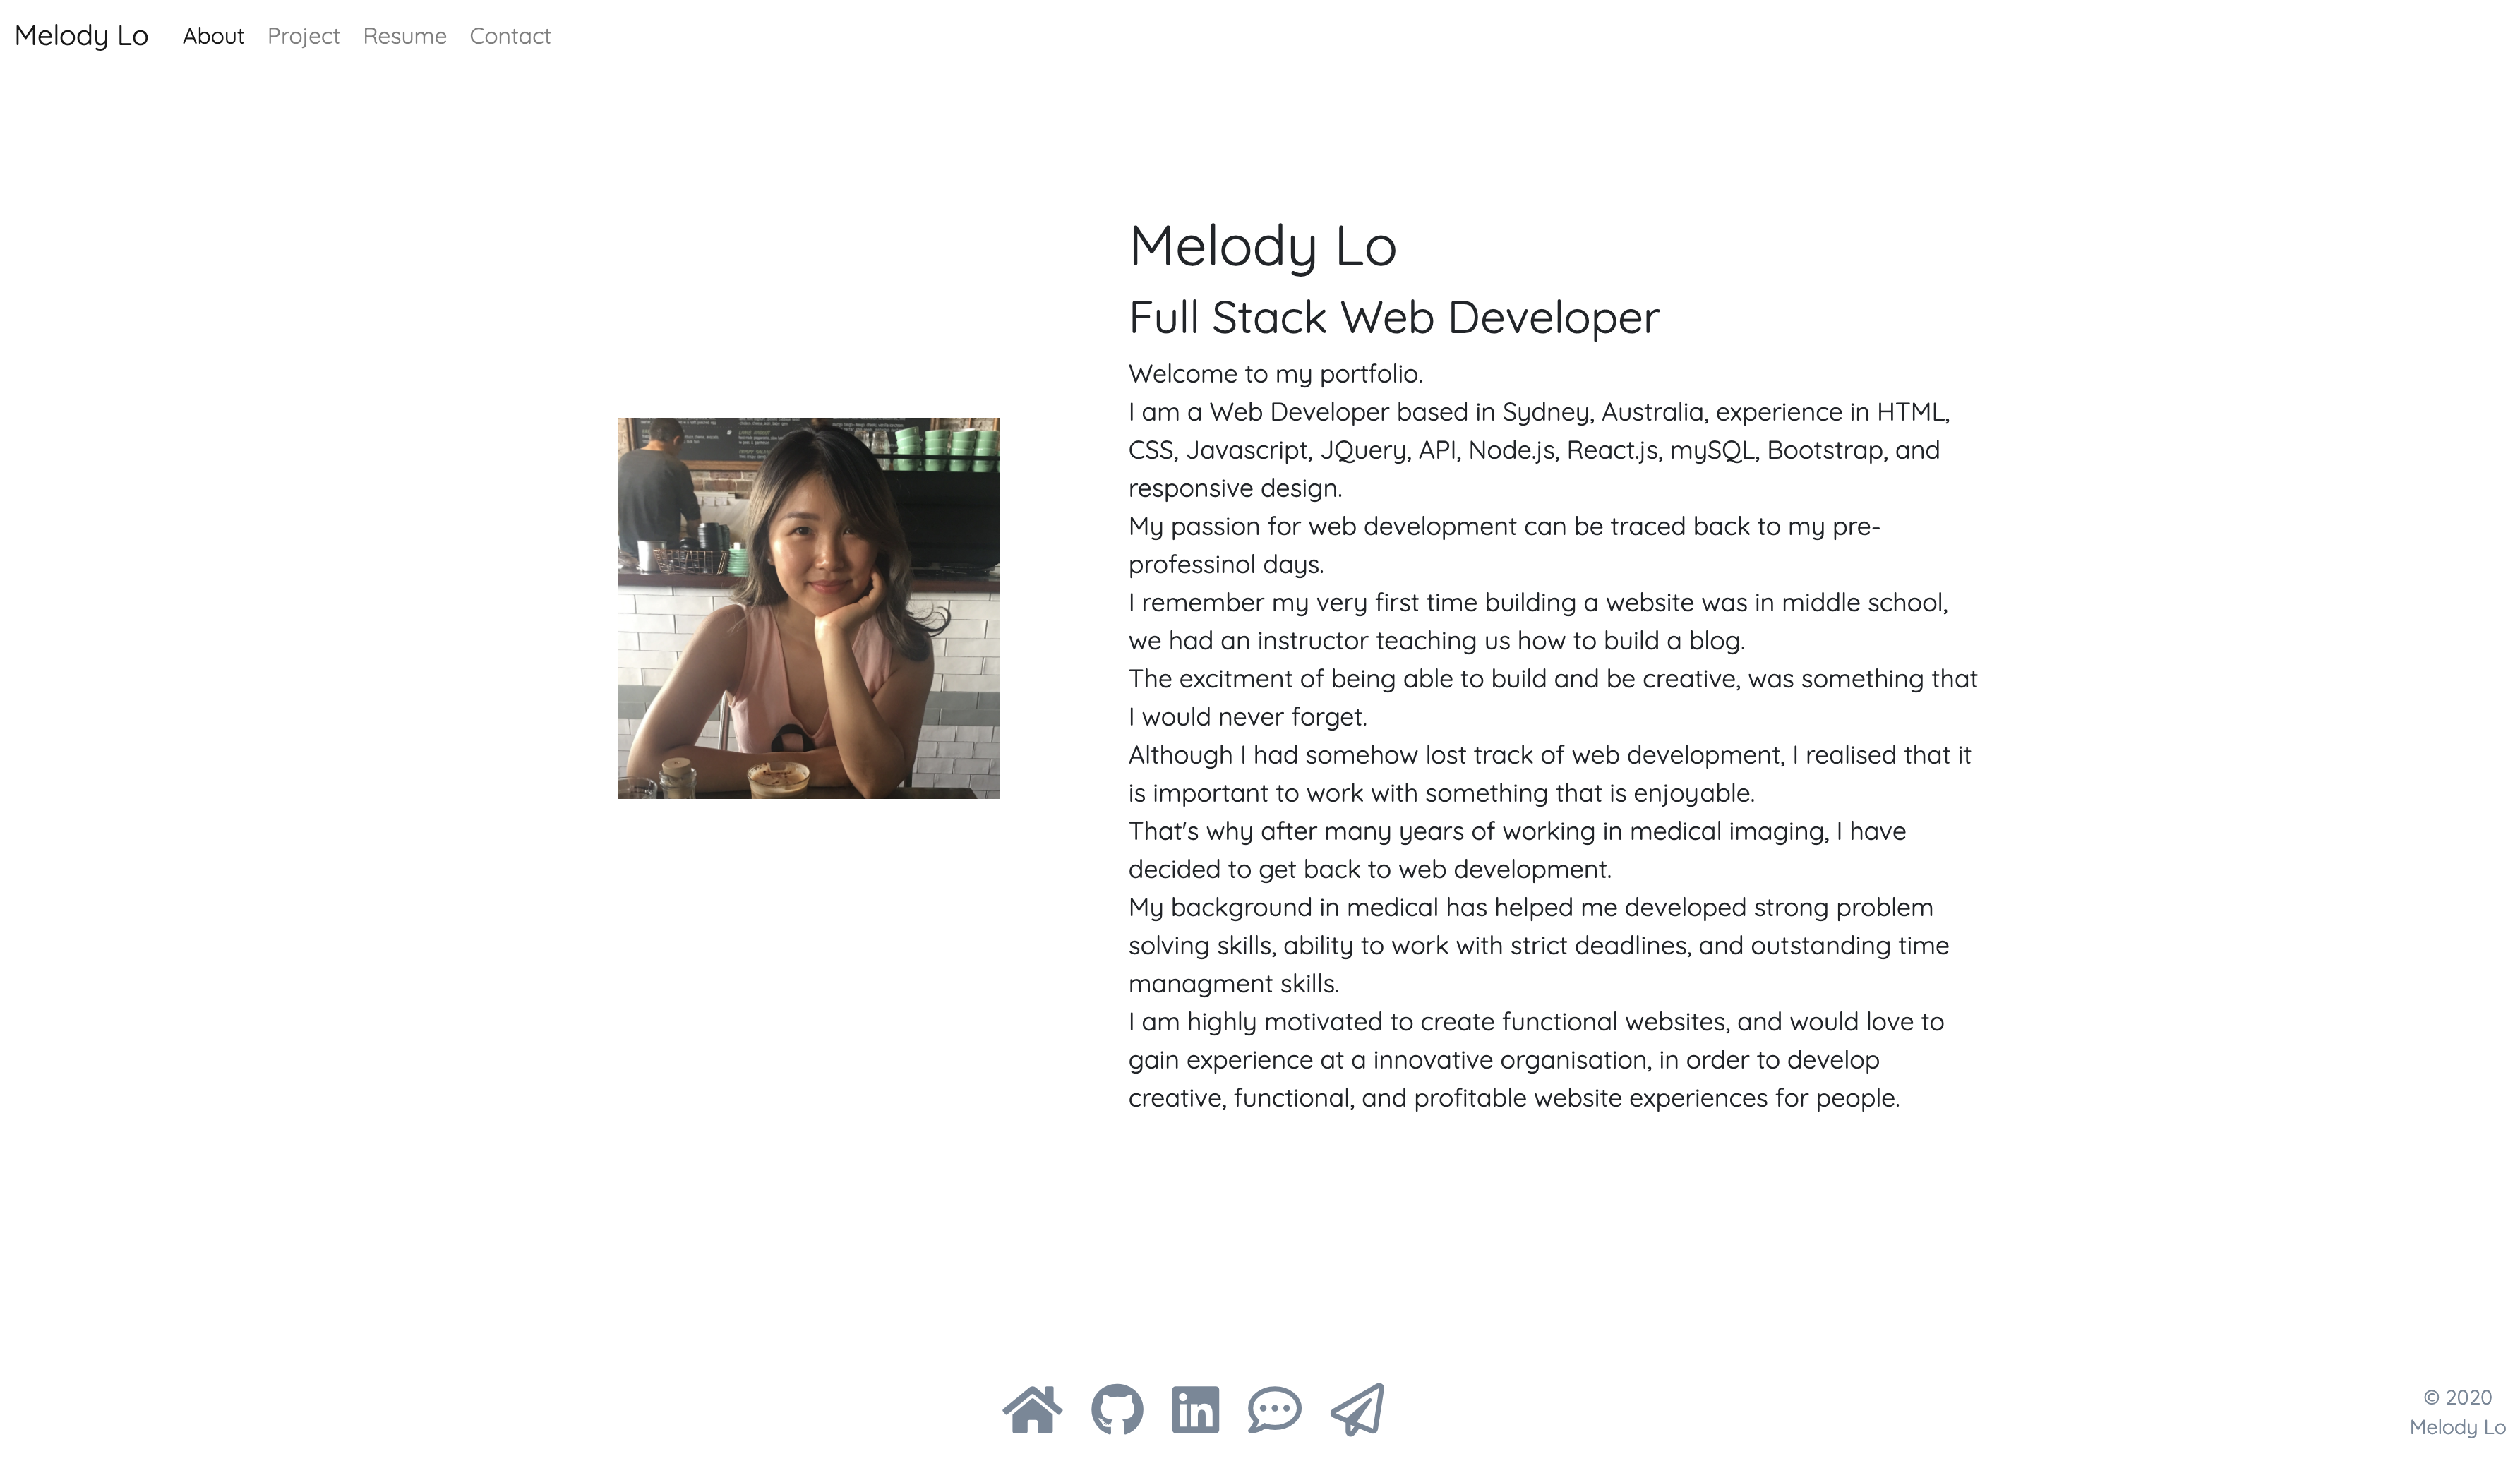 Melody Lo About Project Resume Contact
Melody Lo
Full Stack Web Developer
Welcome to my portfolio.
I am a Web Developer based in Sydney, Australia, experience in HTML,
CSS, Javascript, JQuery, API, Node.js, React.js, mySQL, Bootstrap, and
responsive design.
My passion for web development can be traced back to my pre-
professinol days.
I remember my very first time building a website was in middle school,
we had an instructor teaching us how to build a blog.
The excitment of being able to build and be creative, was something that
I would never forget.
Although I had somehow lost track of web development, I realised that it
is important to work with something that is enjoyable.
That's why after many years of working in medical imaging, I have
decided to get back to web development.
My background in medical has helped me developed strong problem
solving skills, ability to work with strict deadlines, and outstanding time
managment skills.
I am highly motivated to create functional websites, and would love to
gain experience at a innovative organisation, in order to develop
creative, functional, and profitable website experiences for people.
in
© 2020
Melody Lo